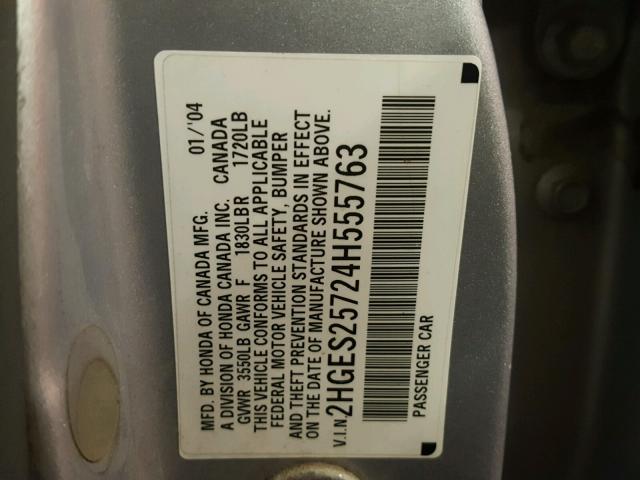 MFD. BY HONDA OF CANADA MFG. 01/'04
A DIVISION OF HONDA CANADA INC. CANADA
GVWR 3550LB GAWR F 1830LBR 1720LB
THIS VEHICLE CONFORMS TO ALL APPLICABLE
FEDERAL MOTOR VEHICLE SAFETY, BUMPER
AND THEFT PREVENTION STANDARDS IN EFFECT
ON THE DATE OF MANUFACTURE SHOWN ABOVE.
V.I.N. 2HGES25724H555763
PASSENGER CAR